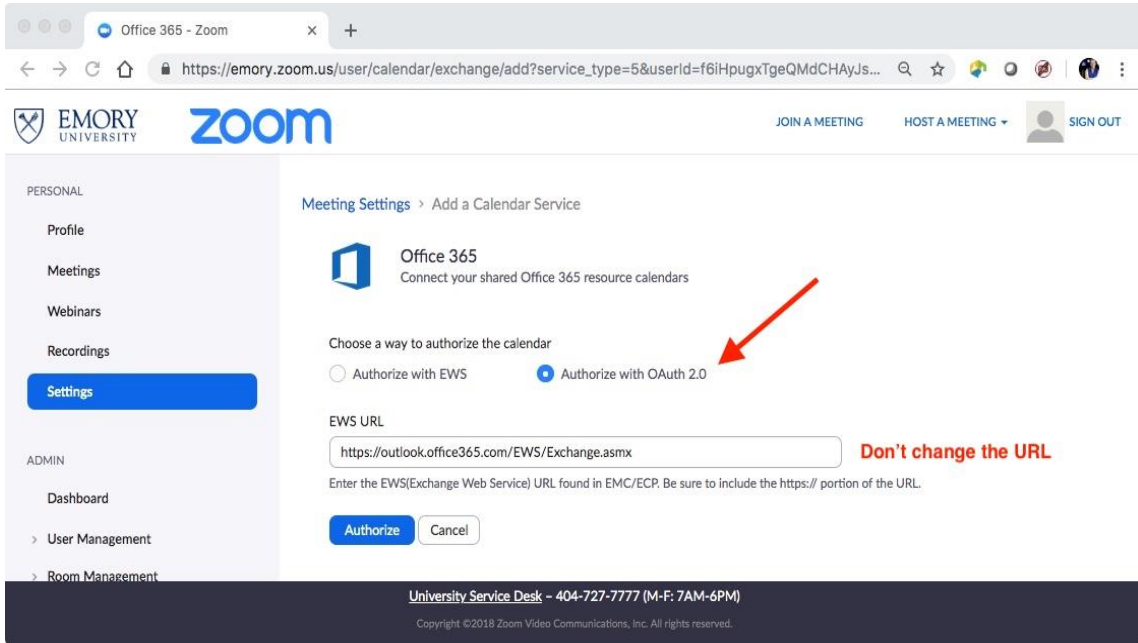 Office 365 - Zoom
https://emory.zoom.us/user/calendar/exchange/add?service_type=5&userId=f6iHpugxTgeQMdCHAyJs...
EMORY
UNIVERSITY
zoom
JOIN A MEETING
HOST A MEETING
SIGN OUT
PERSONAL
Profile
Meetings
Webinars
Recordings
Settings
ADMIN
Dashboard
User Management
Room Management
Meeting Settings > Add a Calendar Service
Office 365
Connect your shared Office 365 resource calendars
Choose a way to authorize the calendar
Authorize with EWS
Authorize with OAuth 2.0
EWS URL
https://outlook.office365.com/EWS/Exchange.asmx
Don't change the URL
Enter the EWS(Exchange Web Service) URL found in EMC/ECP. Be sure to include the https:// portion of the URL.
Authorize
Cancel
University Service Desk – 404-727-7777 (M-F: 7AM-6PM)
Copyright ©2018 Zoom Video Communications, Inc. All rights reserved.